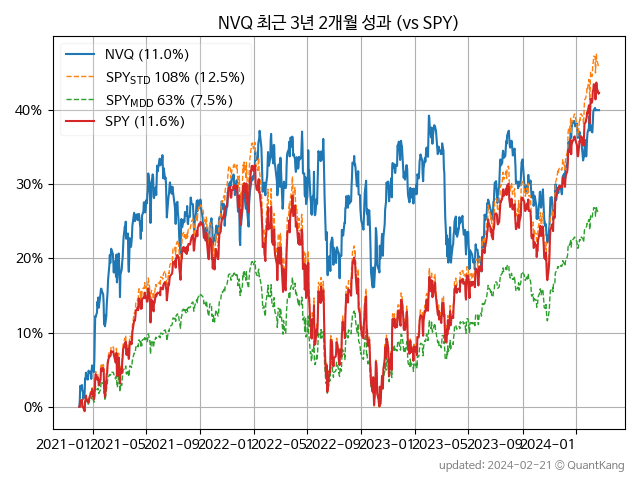 NVQ 최근 3년 2개월 성과 (vs SPY)
NVQ (11.0%)
SPY_STD 108% (12.5%)
SPY_MDD 63% (7.5%)
SPY (11.6%)
40%
30%
20%
10%
0%
2021-01 2021-05 2021-09 2022-01 2022-05 2022-09 2023-01 2023-05 2023-09 2024-01
updated: 2024-02-21 © QuantKang